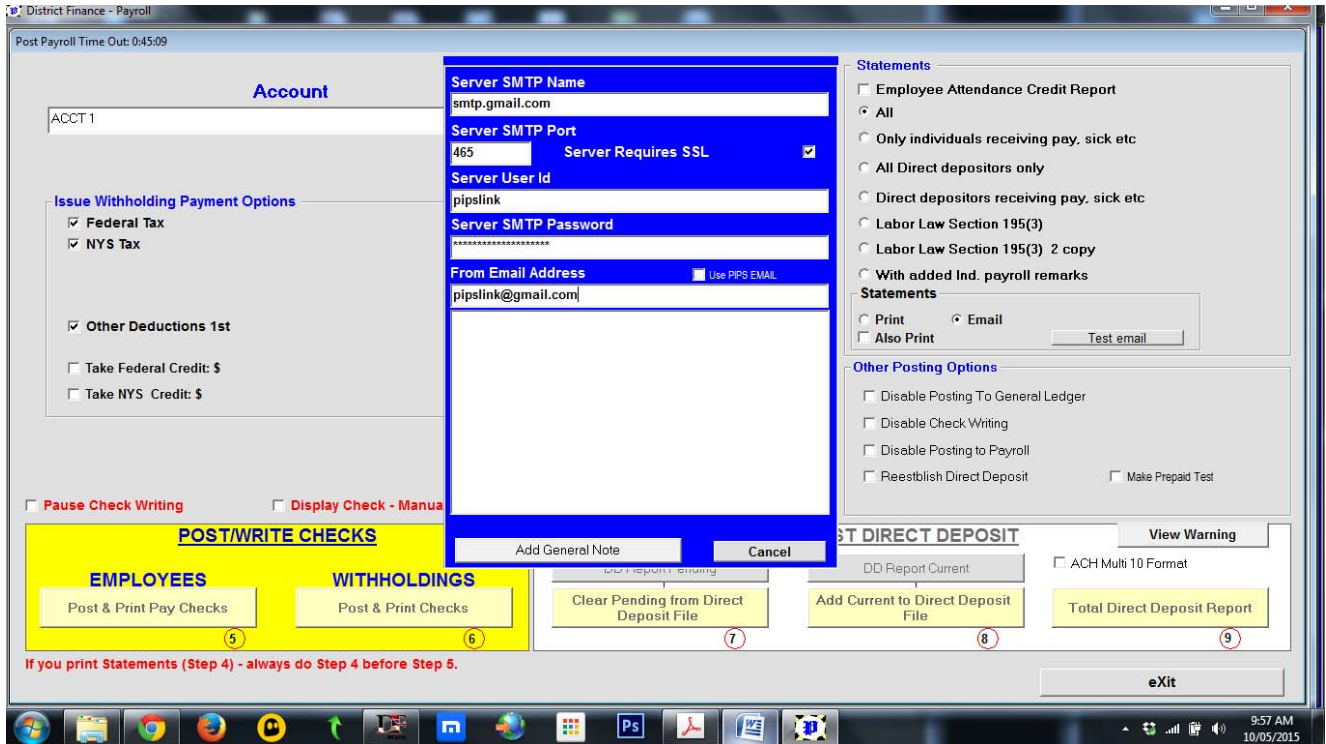 District Finance - Payroll
Post Payroll Time Out: 0:45:09
Account
ACCT 1
Issue Withholding Payment Options
Federal Tax
NYS Tax
Other Deductions 1st
Take Federal Credit: $
Take NYS Credit: $
Pause Check Writing
Display Check - Manua
Server SMTP Name
smtp.gmail.com
Server SMTP Port
465 Server Requires SSL
Server User Id
pipslink
Server SMTP Password
********************
From Email Address Use PIPS EMAIL
pipslink@gmail.com
Add General Note Cancel
Statements
Employee Attendance Credit Report
All
Only individuals receiving pay, sick etc
All Direct depositors only
Direct depositors receiving pay, sick etc
Labor Law Section 195(3)
Labor Law Section 195(3) 2 copy
With added Ind. payroll remarks
Statements
Print Email
Also Print Test email
Other Posting Options
Disable Posting To General Ledger
Disable Check Writing
Disable Posting to Payroll
Reestblish Direct Deposit Make Prepaid Test
POST/WRITE CHECKS
EMPLOYEES WITHHOLDINGS
Post & Print Pay Checks Post & Print Checks
5 6
ST DIRECT DEPOSIT View Warning
DD Report Pending DD Report Current ACH Multi 10 Format
Clear Pending from Direct
Deposit File
Add Current to Direct Deposit
File
Total Direct Deposit Report
7 8 9
If you print Statements (Step 4) - always do Step 4 before Step 5.
eXit
Ps
9:57 AM
10/05/2015